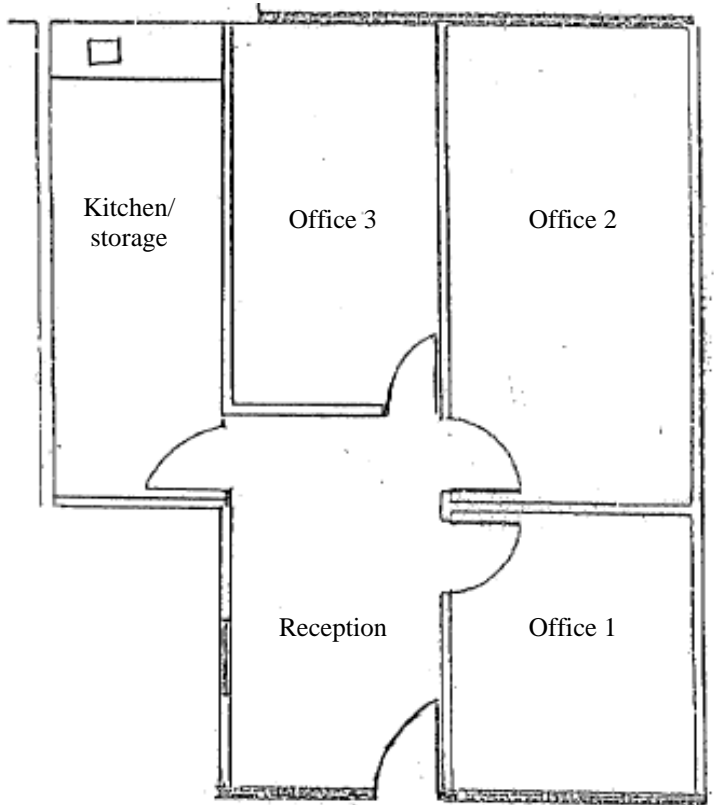 Kitchen/
storage
Office 3
Office 2
Reception
Office 1